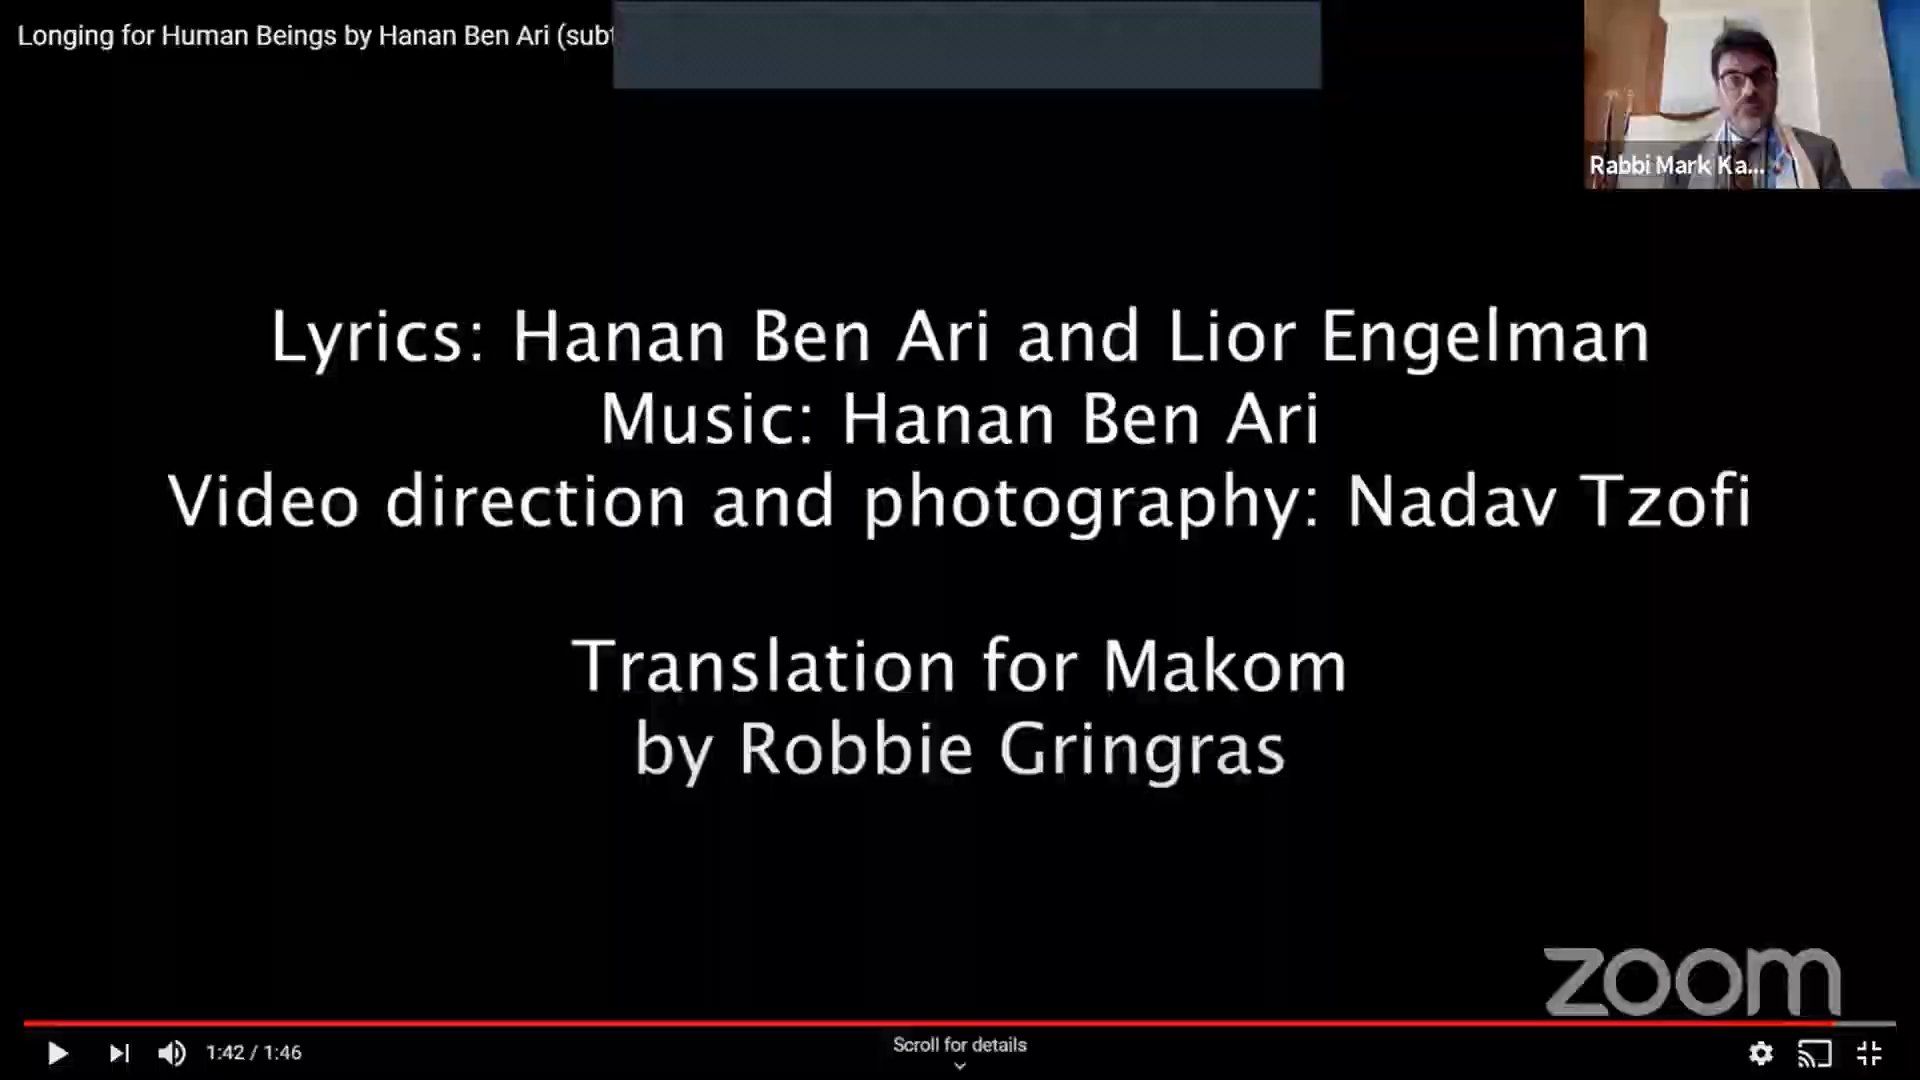 Longing for Human Beings by Hanan Ben Ari (subt
Rabbi Mark Ka...
Lyrics: Hanan Ben Ari and Lior Engelman
Music: Hanan Ben Ari
Video direction and photography: Nadav Tzofi
Translation for Makom
by Robbie Gringras
zoom
1:42 / 1:46
Scroll for details